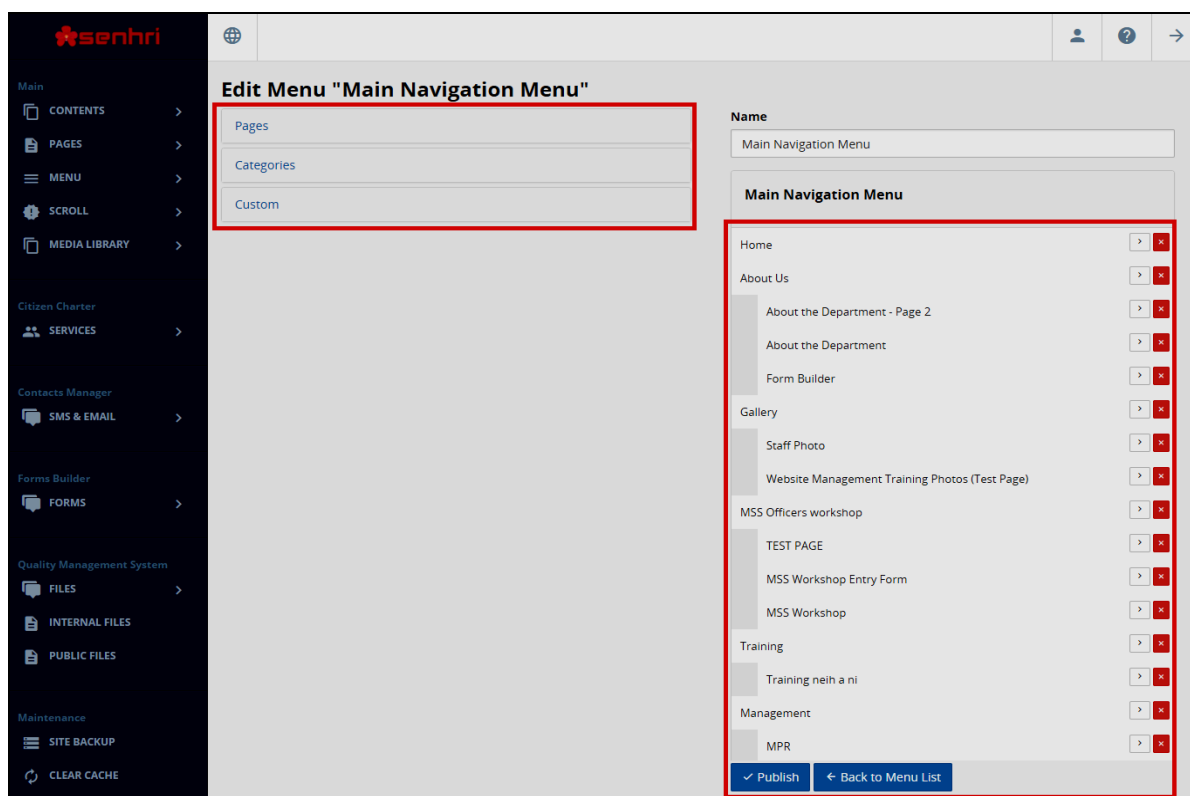 senhri
Main
CONTENTS
PAGES
MENU
SCROLL
MEDIA LIBRARY
Citizen Charter
SERVICES
Contacts Manager
SMS & EMAIL
Forms Builder
FORMS
Quality Management System
FILES
INTERNAL FILES
PUBLIC FILES
Maintenance
SITE BACKUP
CLEAR CACHE
Edit Menu "Main Navigation Menu"
Pages
Categories
Custom
Name
Main Navigation Menu
Main Navigation Menu
Home
About Us
About the Department - Page 2
About the Department
Form Builder
Gallery
Staff Photo
Website Management Training Photos (Test Page)
MSS Officers workshop
TEST PAGE
MSS Workshop Entry Form
MSS Workshop
Training
Training neih a ni
Management
MPR
Publish
Back to Menu List